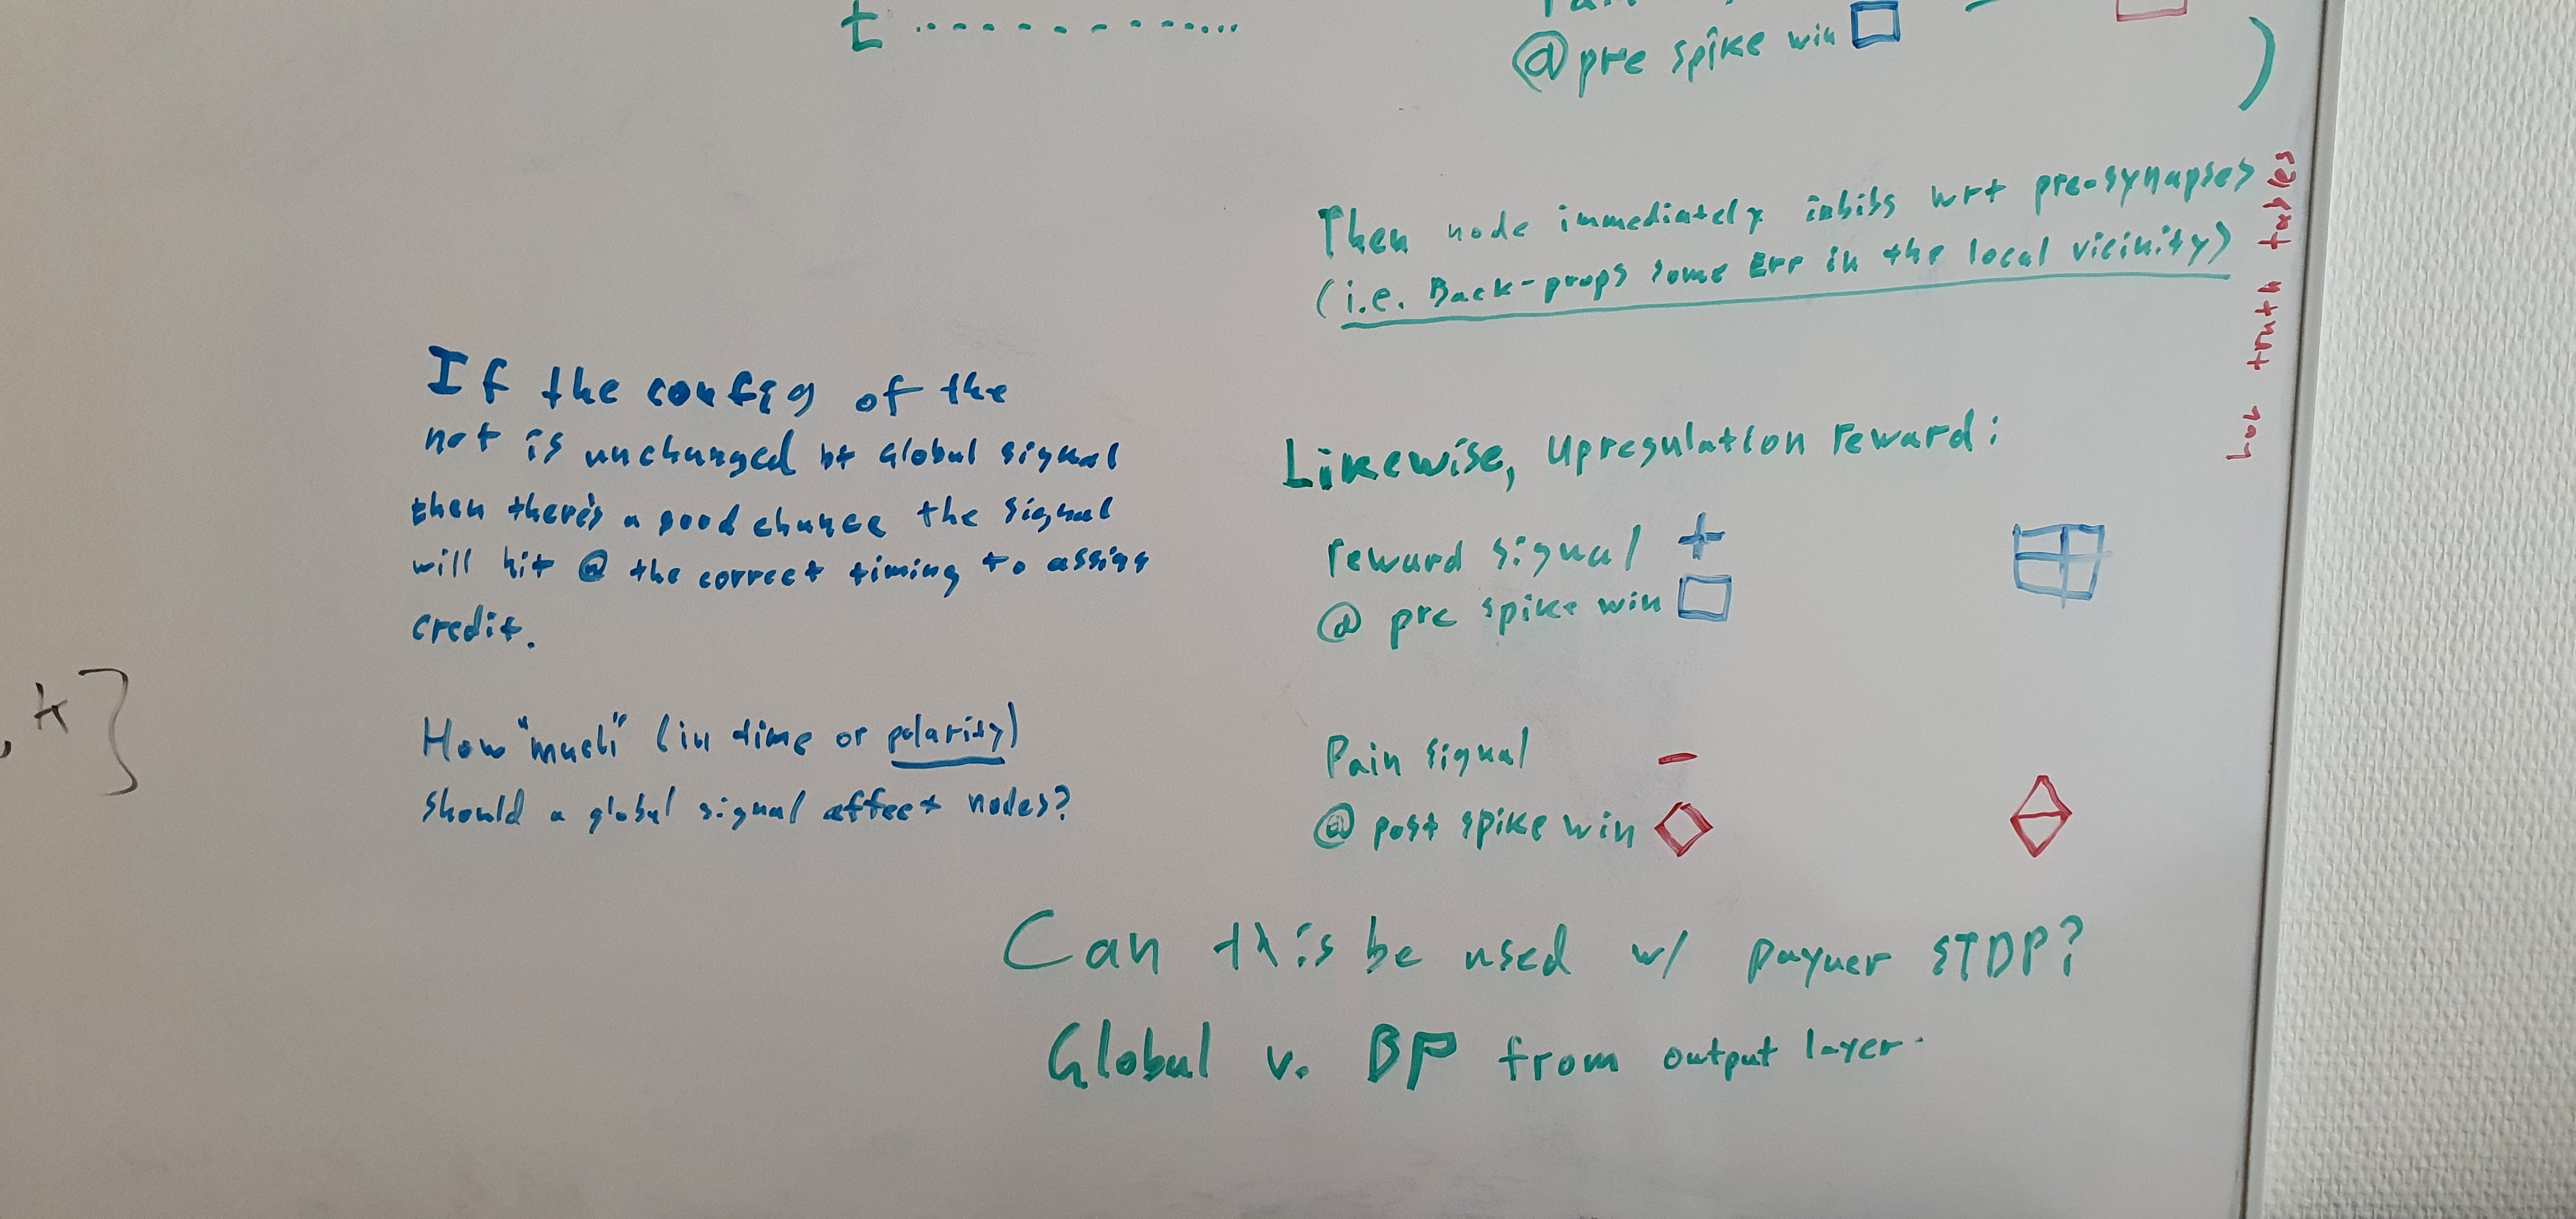 t
@ pre spike win
)
Then node immediately inhibs wrt pre-synapses
(i.e. Back-props some Err in the local vicinity)
not truth tables
If the config of the
net is unchanged bt Global signal
then there's a good chance the signal
will hit @ the correct timing to assign
credit.
How "much" (in time or polarity)
should a global signal affect nodes?
Likewise, upregulation reward:
reward signal +
@ pre spike win
Pain signal -
@ post spike win
Can this be used w/ payner STDP?
Global v. BP from output layer.